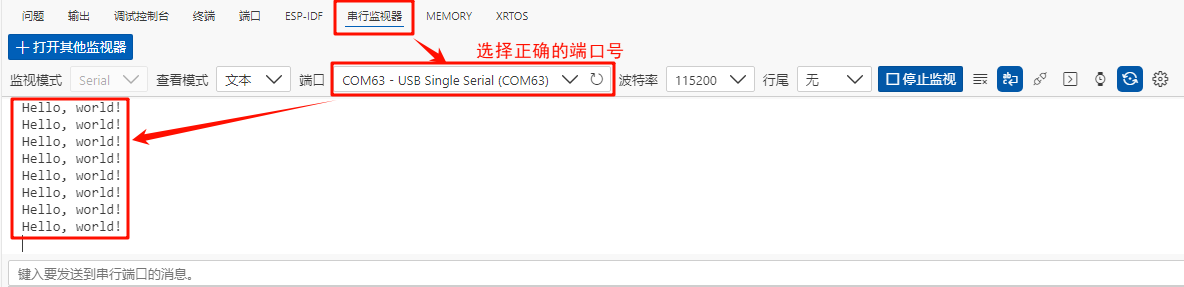 问题 输出 调试控制台 终端 端口 ESP-IDF 串行监视器 MEMORY XRTOS
选择正确的端口号
打开其他监视器
监视模式 Serial 查看模式 文本 端口 COM63 - USB Single Serial (COM63) 波特率 115200 行尾 无 停止监视
Hello, world!
Hello, world!
Hello, world!
Hello, world!
Hello, world!
Hello, world!
Hello, world!
Hello, world!
键入要发送到串行端口的消息。